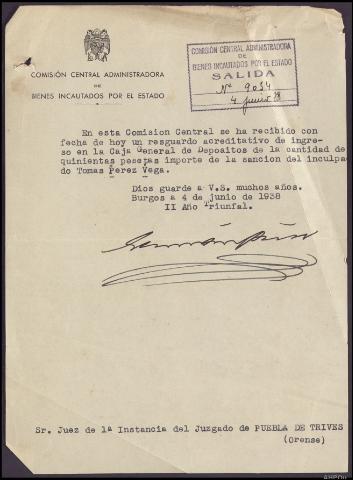 COMISIÓN CENTRAL ADMINISTRADORA
DE
BIENES INCAUTADOS POR EL ESTADO
COMISIÓN CENTRAL ADMINISTRADORA
DE
BIENES INCAUTADOS POR EL ESTADO
SALIDA
Nº 9034
4 junio 38
En esta Comision Central se ha recibido con
fecha de hoy un resguardo acreditativo de ingre-
so en la Caja General de Depositos de la cantidad de
quinientas pesetas importe de la sancion del inculpa
do Tomas Perez Vega.
Dios guarde a V.S. muchos años.
Burgos a 4 de junio de 1938
II Año Triunfal.
Sr. Juez de la Instancia del Juzgado de PUEBLA DE TRIVES
(Orense)
AHPOu